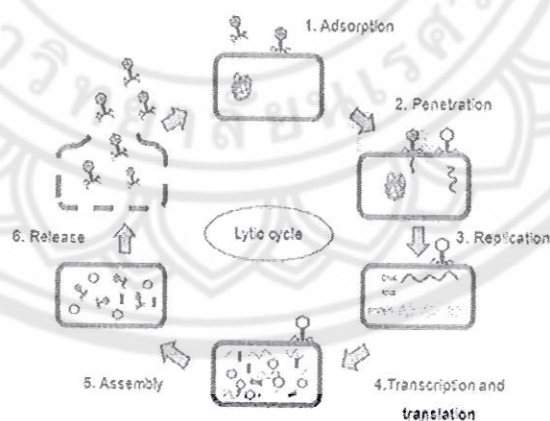 1. Adsorption
2. Penetration
3. Replication
4.Transcription and
translation
5. Assembly
6. Release
Lytic cycle